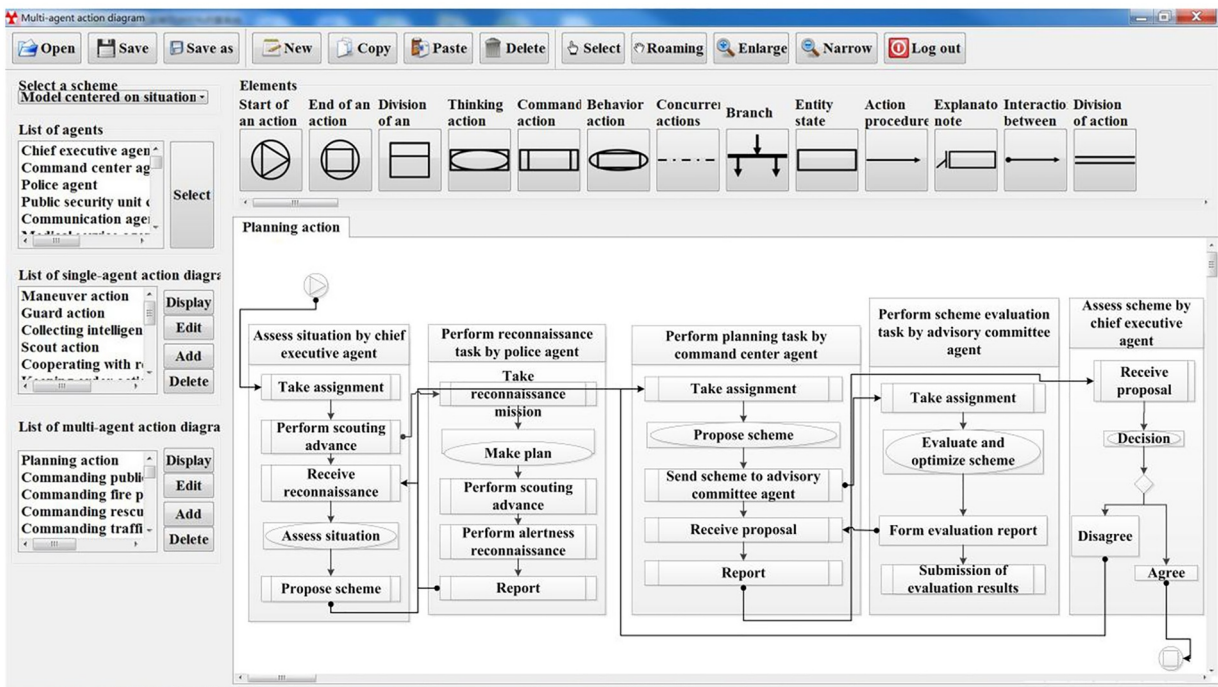 Multi-agent action diagram
Open Save Save as New Copy Paste Delete Select Roaming Enlarge Narrow Log out
Select a scheme
Model centered on situation
List of agents
Chief executive agen
Command center ag
Police agent
Public security unit c
Communication agen
Select
List of single-agent action diagra
Maneuver action
Guard action
Collecting intelligen
Scout action
Cooperating with r
Display
Edit
Add
Delete
List of multi-agent action diagra
Planning action
Commanding publi
Commanding fire p
Commanding rescu
Commanding traffi
Display
Edit
Add
Delete
Elements
Start of
an action
End of an
action
Division
of an
Thinking
action
Command
action
Behavior
action
Concurre
actions
Branch
Entity
state
Action
procedure
Explanato
note
Interactio
between
Division
of action
Planning action
Assess situation by chief
executive agent
Take assignment
Perform scouting
advance
Receive
reconnaissance
Assess situation
Propose scheme
Perform reconnaissance
task by police agent
Take
reconnaissance
mission
Make plan
Perform scouting
advance
Perform alertness
reconnaissance
Report
Perform planning task by
command center agent
Take assignment
Propose scheme
Send scheme to advisory
committee agent
Receive proposal
Report
Perform scheme evaluation
task by advisory committee
agent
Take assignment
Evaluate and
optimize scheme
Form evaluation report
Submission of
evaluation results
Assess scheme by
chief executive
agent
Receive
proposal
Decision
Disagree
Agree